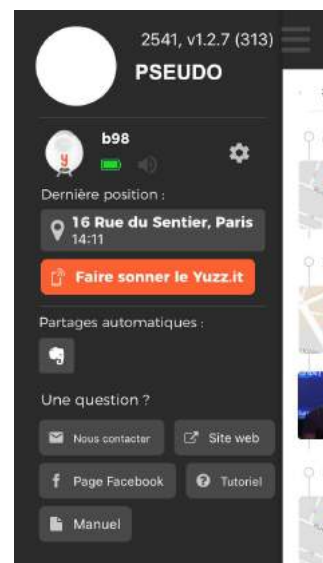 2541, v1.2.7 (313)
PSEUDO
b98
Dernière position :
16 Rue du Sentier, Paris
14:11
Faire sonner le Yuzz.it
Partages automatiques :
Une question ?
Nous contacter
Site web
Page Facebook
Tutoriel
Manuel